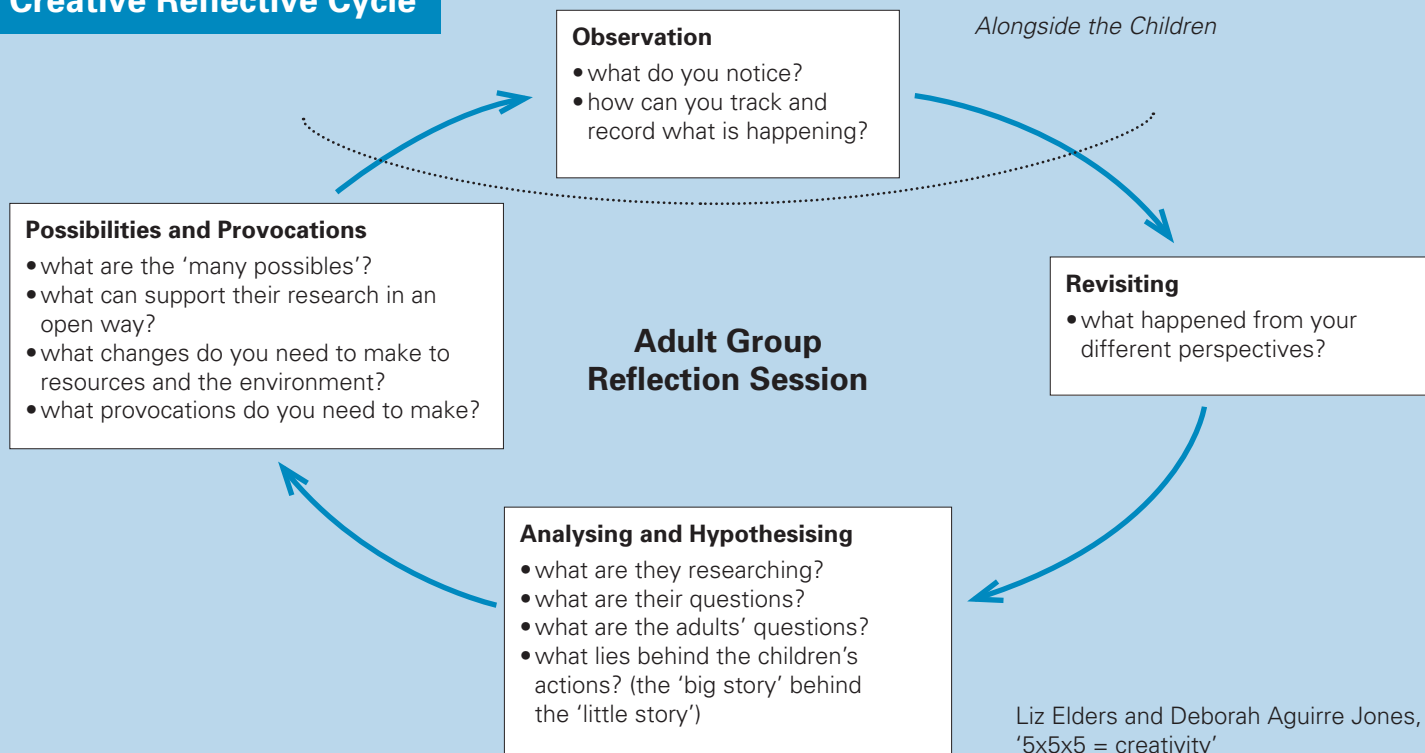 Creative Reflective Cycle
Alongside the Children
Observation
•what do you notice?
•how can you track and
record what is happening?
Possibilities and Provocations
•what are the ‘many possibles’?
•what can support their research in an
open way?
•what changes do you need to make to
resources and the environment?
•what provocations do you need to make?
Adult Group
Reflection Session
Revisiting
•what happened from your
different perspectives?
Analysing and Hypothesising
•what are they researching?
•what are their questions?
•what are the adults’ questions?
•what lies behind the children’s
actions? (the ‘big story’ behind
the ‘little story’)
Liz Elders and Deborah Aguirre Jones,
‘5x5x5 = creativity’